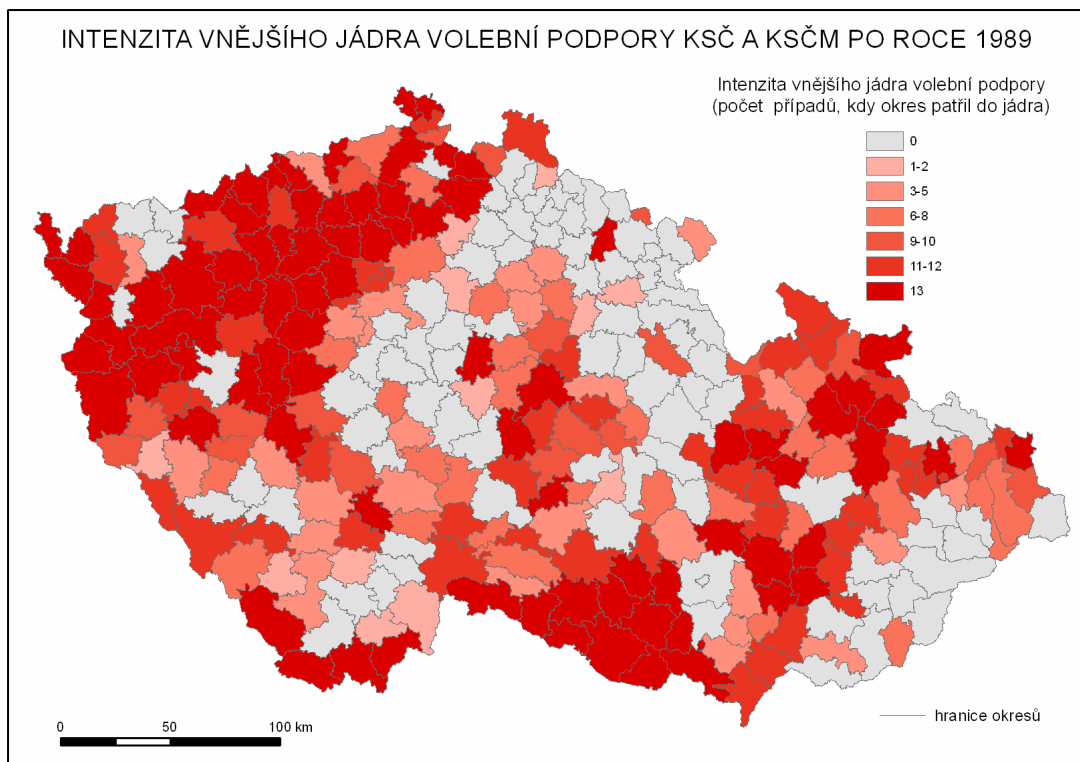 INTENZITA VNĚJŠÍHO JÁDRA VOLEBNÍ PODPORY KSČ A KSČM PO ROCE 1989
Intenzita vnějšího jádra volební podpory
(počet případů, kdy okres patřil do jádra)
0
1-2
3-5
6-8
9-10
11-12
13
0 50 100 km
hranice okresů